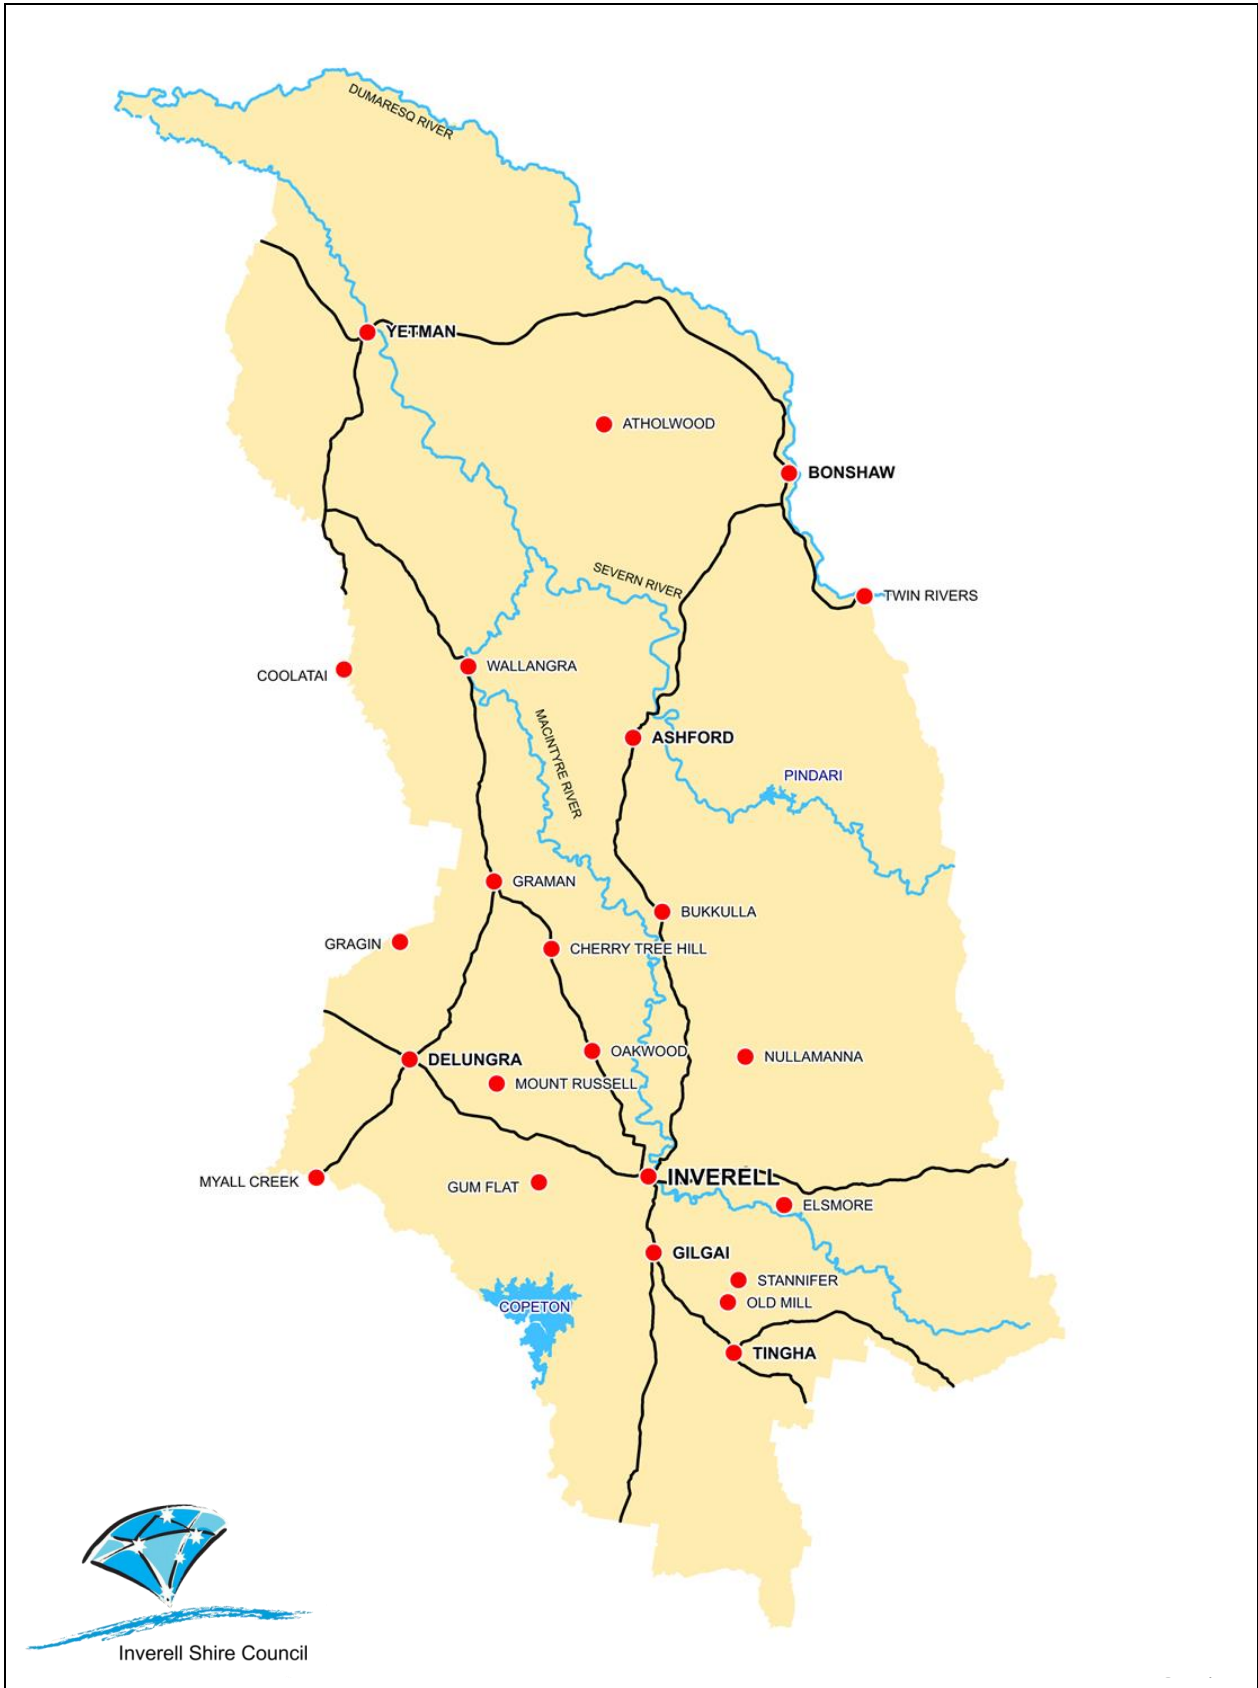 DUMARESQ RIVER
YETMAN
ATHOLWOOD
BONSHAW
SEVERN RIVER
TWIN RIVERS
WALLANGRA
COOLATAI
MACINTYRE RIVER
ASHFORD
PINDARI
GRAMAN
BUKKULLA
GRAGIN
CHERRY TREE HILL
OAKWOOD
NULLAMANNA
DELUNGRA
MOUNT RUSSELL
INVERELL
MYALL CREEK
GUM FLAT
ELSMORE
GILGAI
STANNIFER
OLD MILL
COPETON
TINGHA
Inverell Shire Council